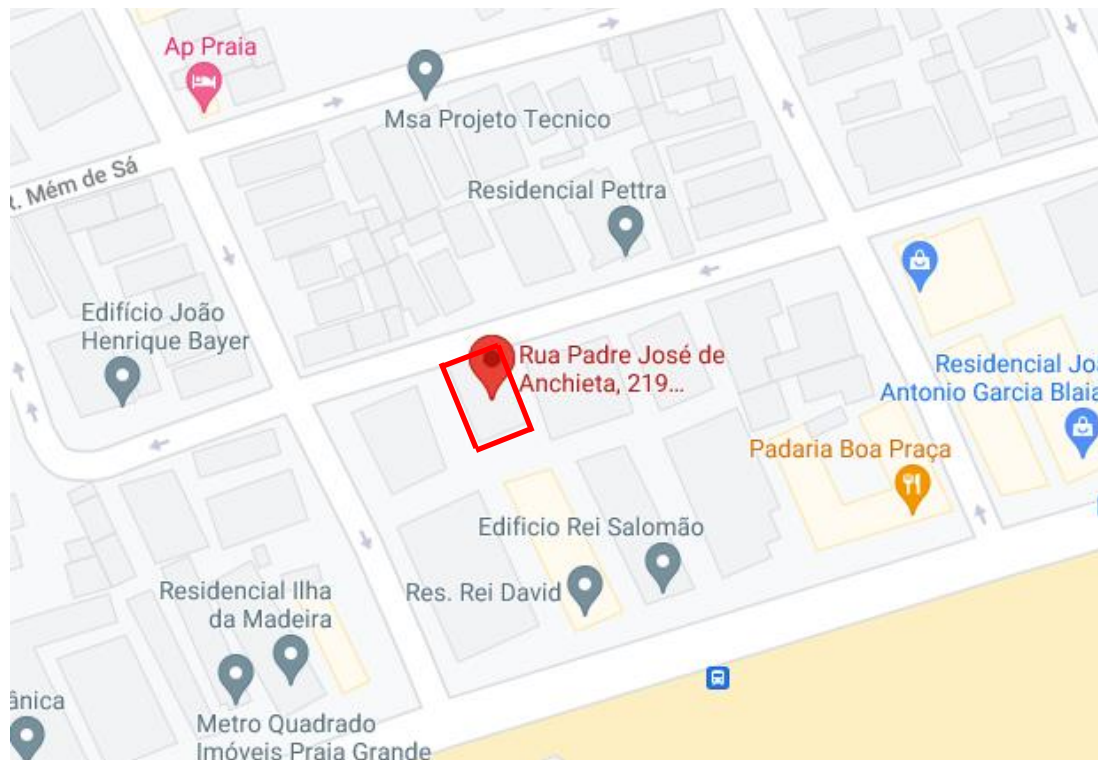 Ap Praia
Msa Projeto Tecnico
t. Mém de Sá
Residencial Pettra
Edifício João
Henrique Bayer
Rua Padre José de
Anchieta, 219...
Residencial Jo
Antonio Garcia Blaia
Padaria Boa Praça
Edificio Rei Salomão
Res. Rei David
Residencial Ilha
da Madeira
ânica
Metro Quadrado
Imóveis Praia Grande